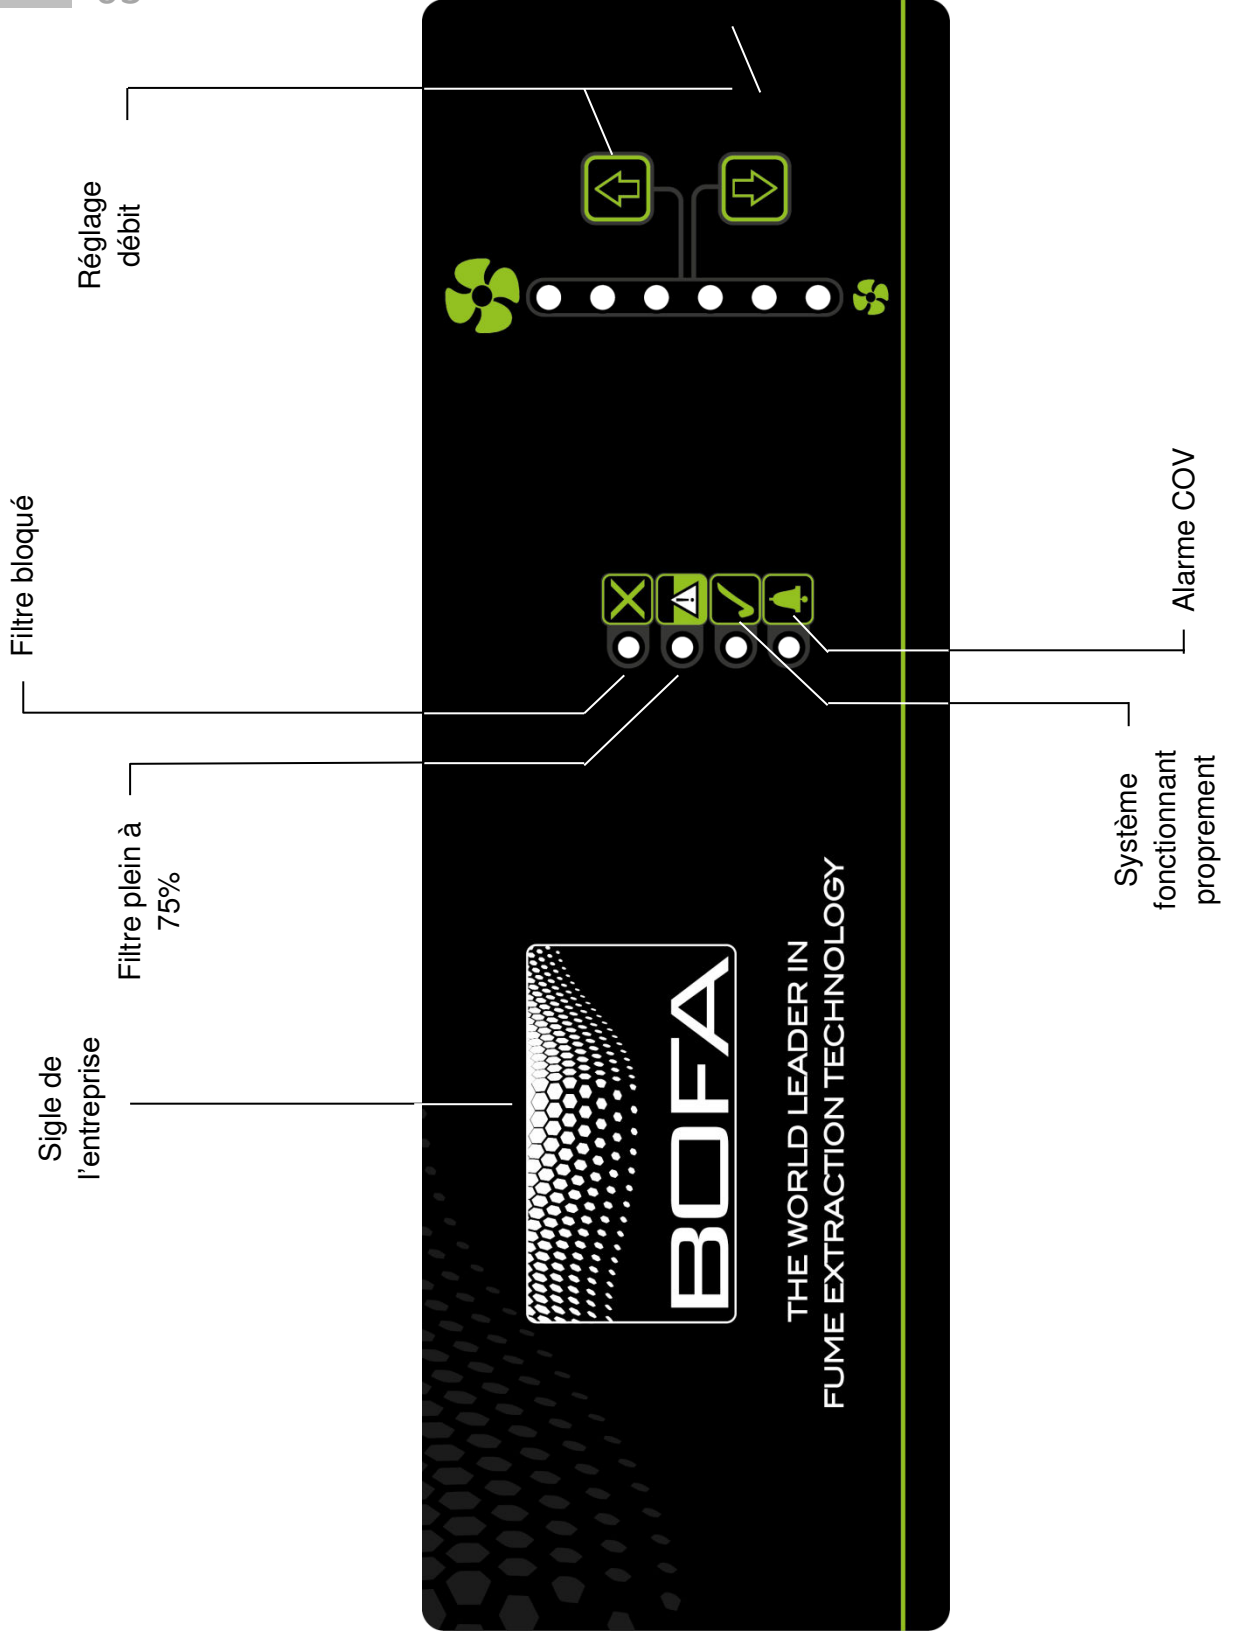 Sigle de
l'entreprise
Filtre plein à
75%
Filtre bloqué
Réglage
débit
BOFA
THE WORLD LEADER IN
FUME EXTRACTION TECHNOLOGY
Système
fonctionnant
proprement
Alarme COV